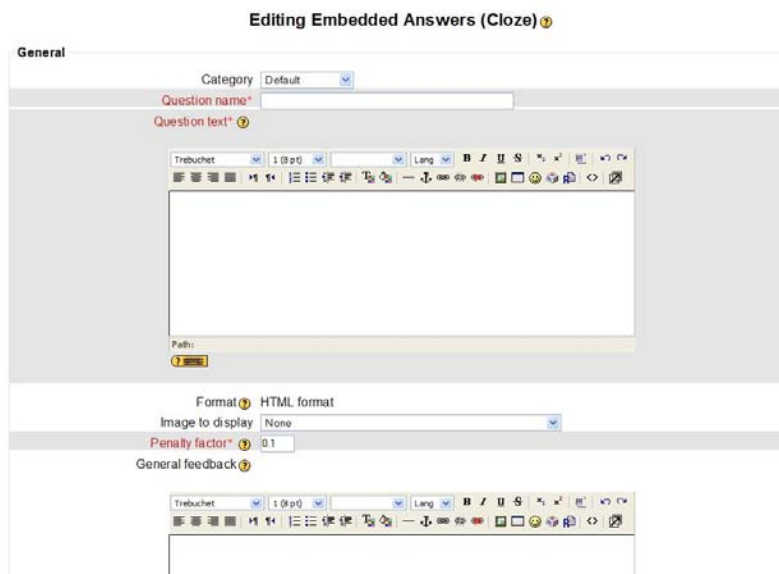 Editing Embedded Answers (Cloze)
General
Category Default
Question name*
Question text*
Trebuchet 1 (8 pt) Lang B I U S
Path:
Format HTML format
Image to display None
Penalty factor* 0.1
General feedback
Trebuchet 1 (8 pt) Lang B I U S